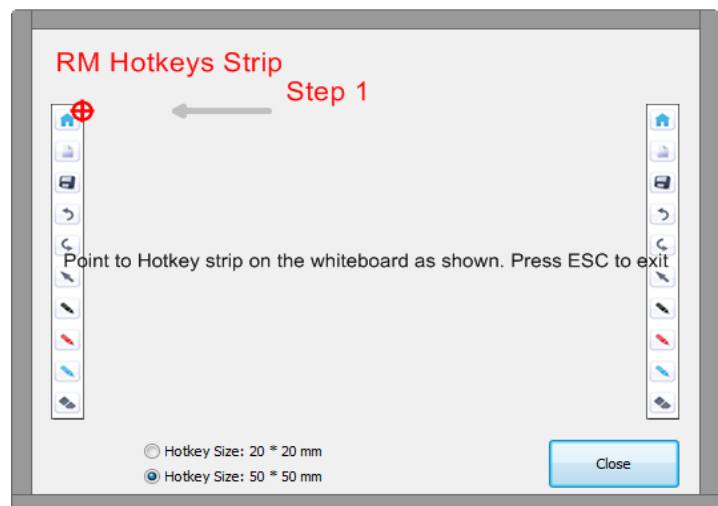 RM Hotkeys Strip
Step 1
Point to Hotkey strip on the whiteboard as shown. Press ESC to exit
Hotkey Size: 20 * 20 mm
Hotkey Size: 50 * 50 mm
Close